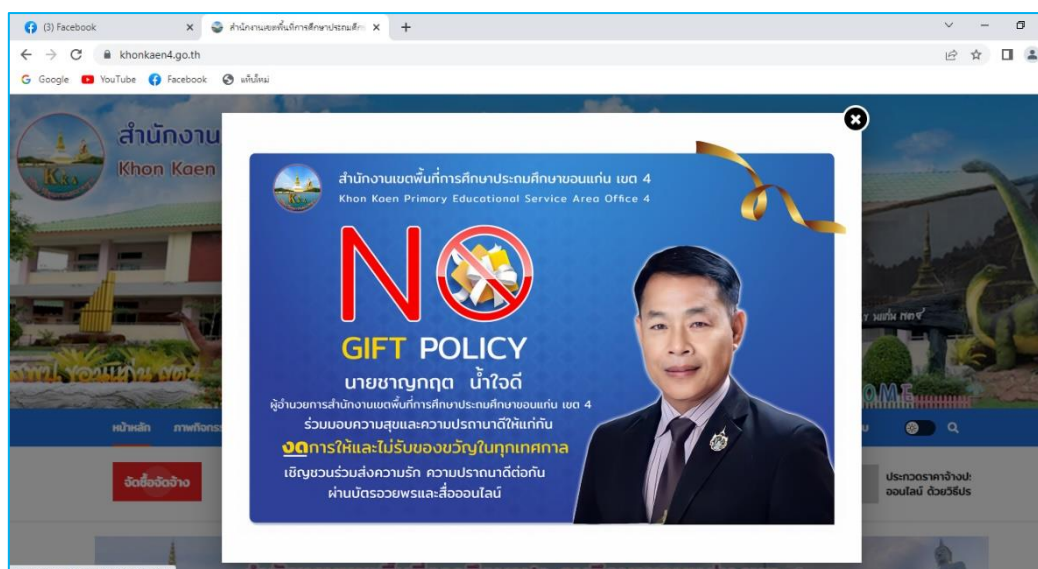 (3) Facebook
สำนักงานเขตพื้นที่การศึกษาประถมศึก
khonkaen4.go.th
Google YouTube Facebook แท็บใหม่
สำนักงาน
Khon Kaen
สำนักงานเขตพื้นที่การศึกษาประถมศึกษาขอนแก่น เขต 4
Khon Kaen Primary Educational Service Area Office 4
NO
GIFT POLICY
นายชาญกฤต น้ำใจดี
ผู้อำนวยการสำนักงานเขตพื้นที่การศึกษาประถมศึกษาขอนแก่น เขต 4
ร่วมมอบความสุขและความปรารถนาดีให้แก่กัน
งดการให้และไม่รับของขวัญในทุกเทศกาล
เชิญชวนร่วมส่งความรัก ความปราถนาดีต่อกัน
ผ่านบัตรอวยพรและสื่อออนไลน์
หน้าหลัก ภาพกิจกรร
จัดซื้อจัดจ้าง
ประกวดราคาจ้างป
ออนไลน์ ด้วยวิธีปร